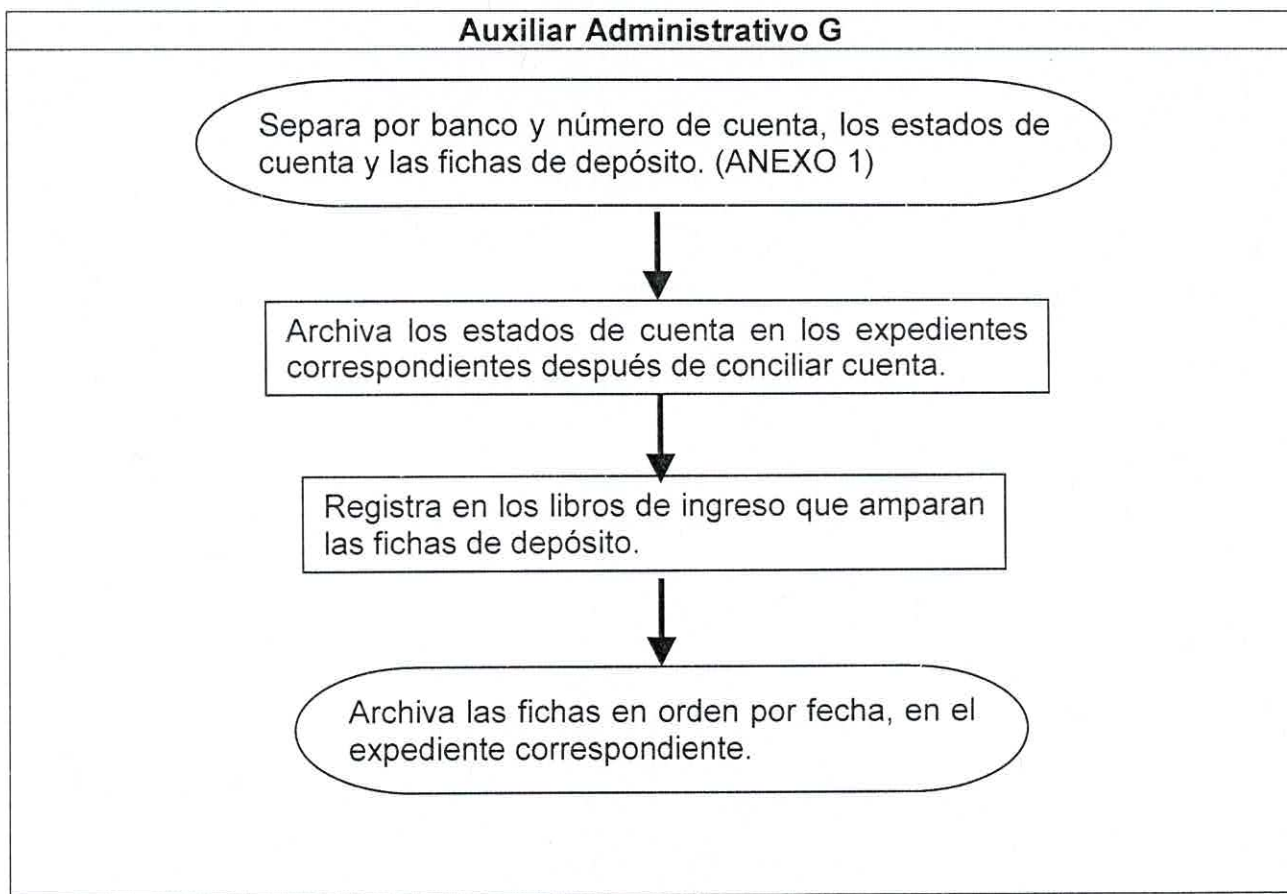 Auxiliar Administrativo G
Separa por banco y número de cuenta, los estados de
cuenta y las fichas de depósito. (ANEXO 1)
Archiva los estados de cuenta en los expedientes
correspondientes después de conciliar cuenta.
Registra en los libros de ingreso que amparan
las fichas de depósito.
Archiva las fichas en orden por fecha, en el
expediente correspondiente.